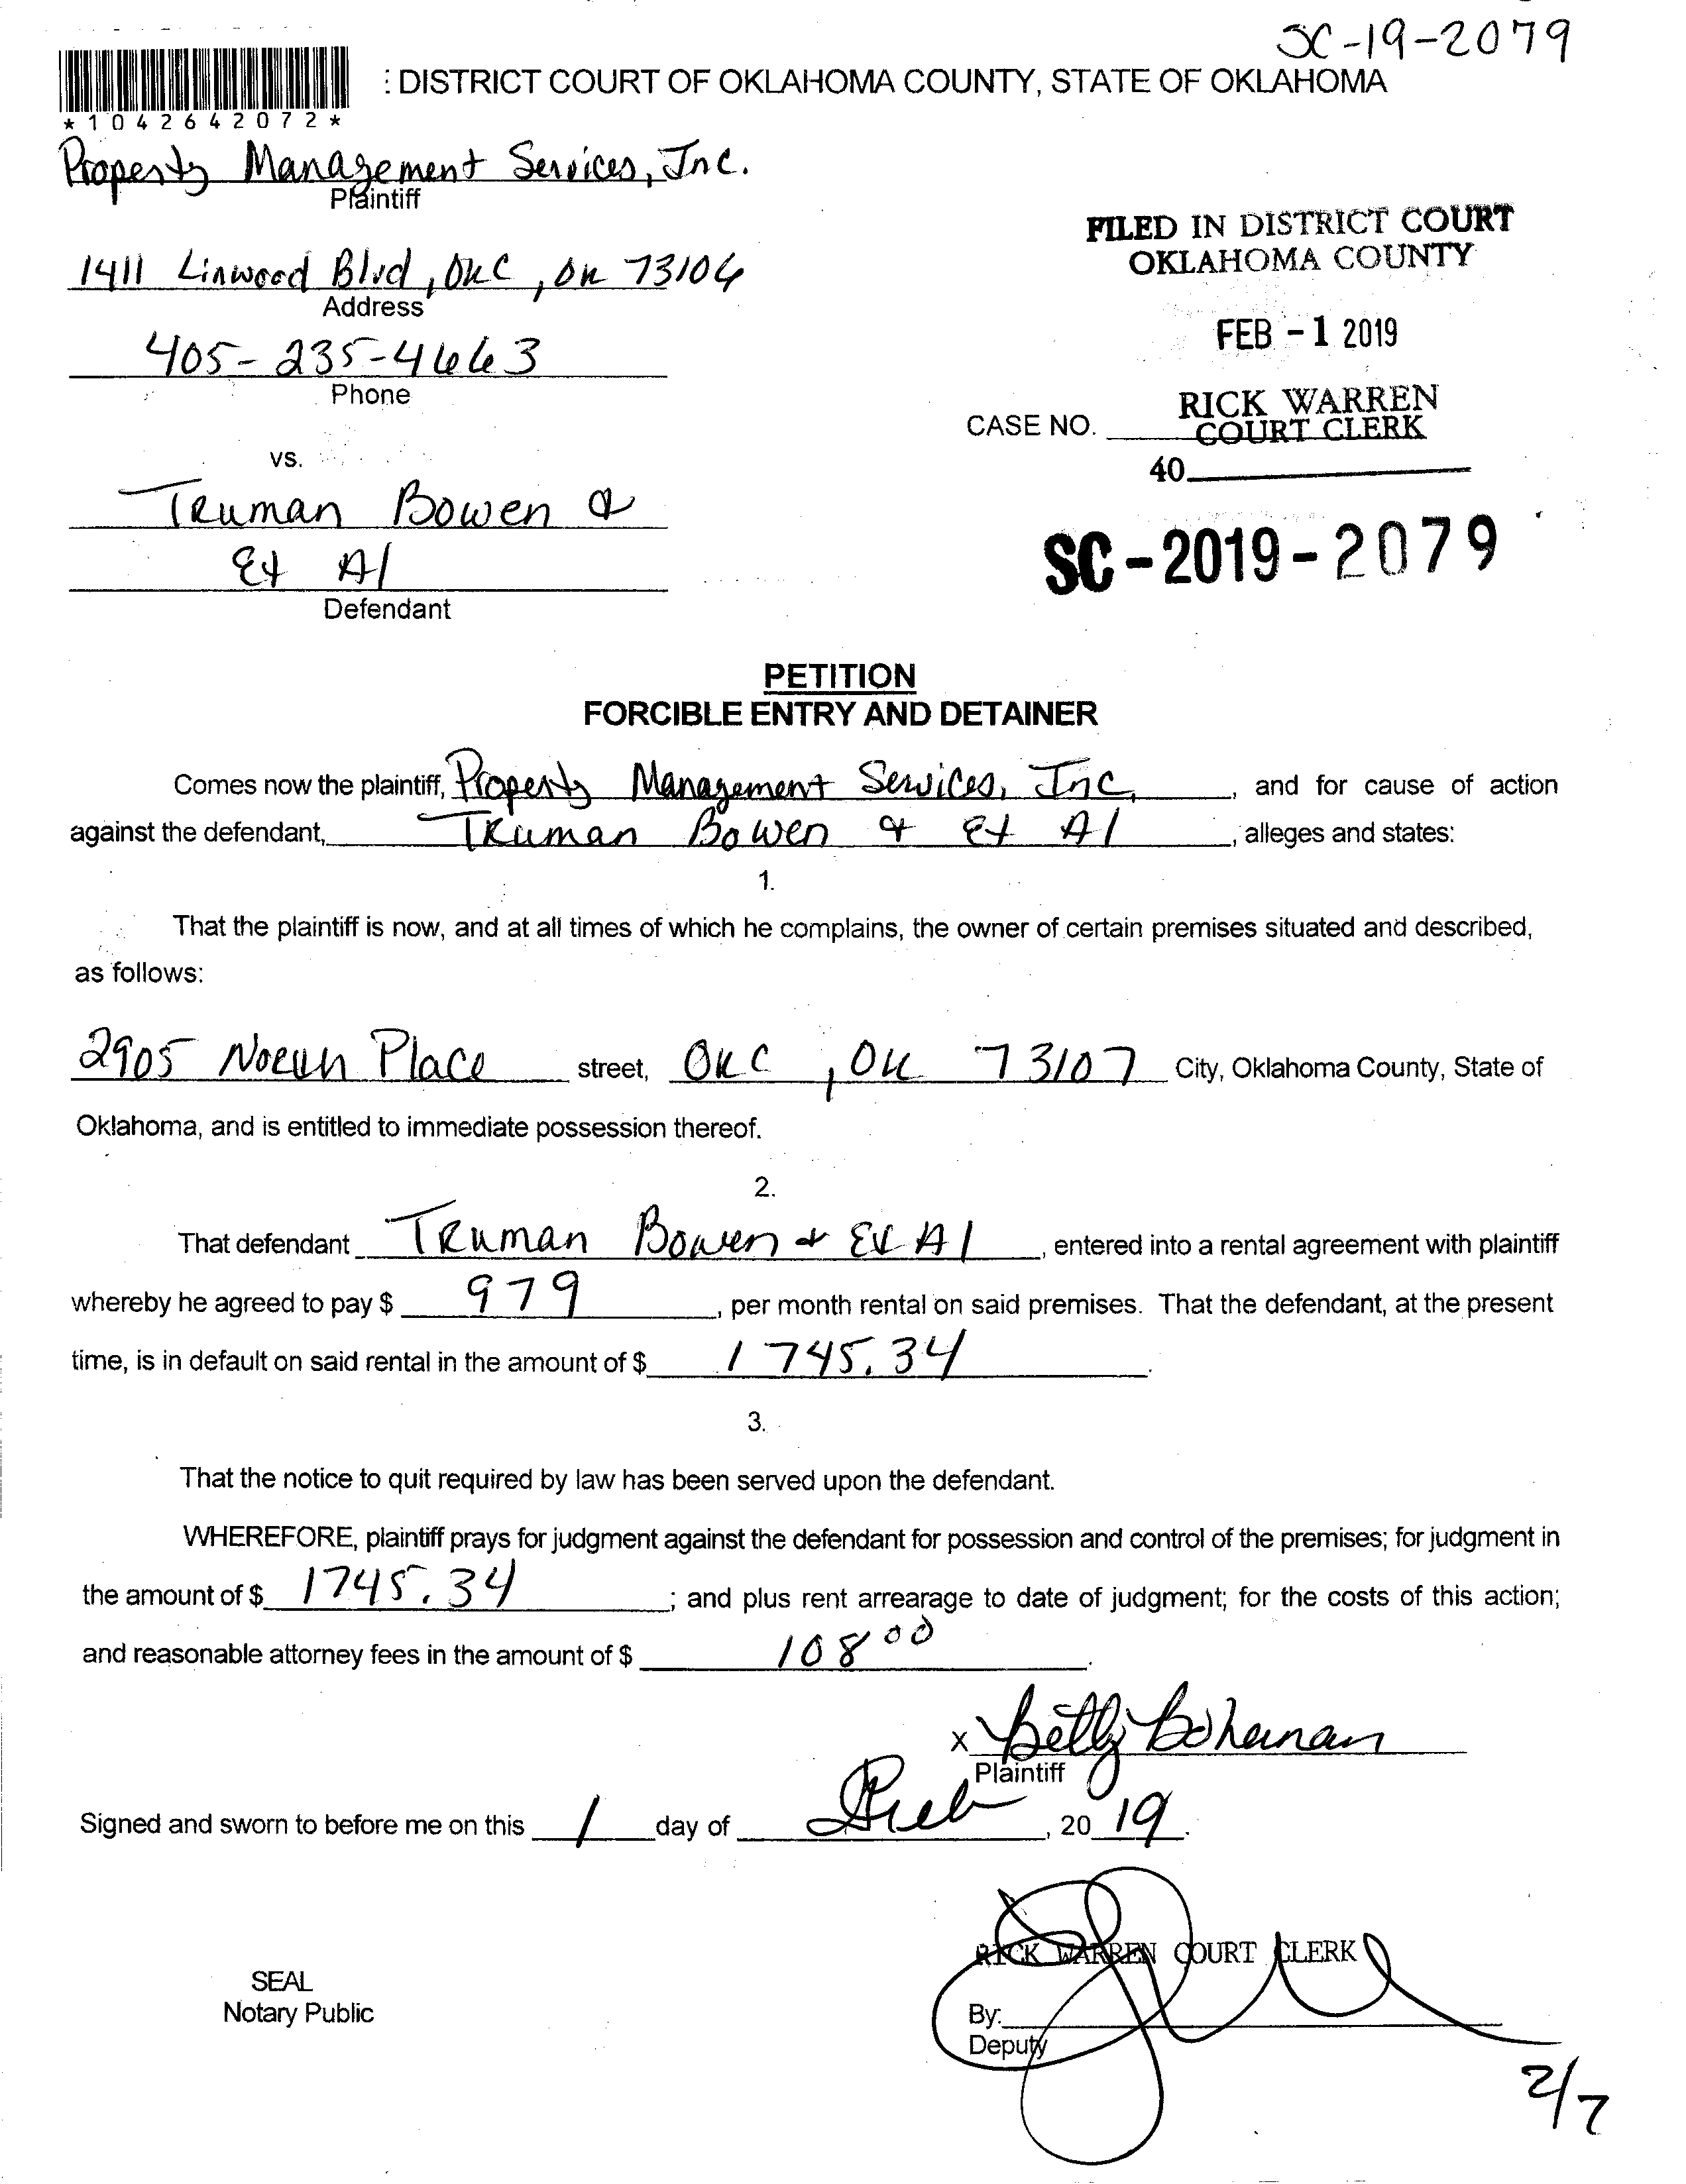 SC-19-2079
: DISTRICT COURT OF OKLAHOMA COUNTY, STATE OF OKLAHOMA
*1042642072*
Property Management Services, Inc.
Plaintiff
FILED IN DISTRICT COURT
OKLAHOMA COUNTY
1411 Linwood Blvd, OKC, OK 73106
Address
FEB -1 2019
405-235-4663
Phone
RICK WARREN
CASE NO. COURT CLERK
40
vs.
Truman Bowen &
Et Al
Defendant
SC-2019-2079
PETITION
FORCIBLE ENTRY AND DETAINER
Comes now the plaintiff, Property Management Services, Inc., and for cause of action
against the defendant, Truman Bowen & Et Al, alleges and states:
1.
That the plaintiff is now, and at all times of which he complains, the owner of certain premises situated and described,
as follows:
2905 Place street, OKC, OK 73107 City, Oklahoma County, State of
Oklahoma, and is entitled to immediate possession thereof.
2.
That defendant Truman Bowen & Et Al, entered into a rental agreement with plaintiff
whereby he agreed to pay $ 979, per month rental on said premises. That the defendant, at the present
time, is in default on said rental in the amount of $ 1745.34.
3.
That the notice to quit required by law has been served upon the defendant.
WHEREFORE, plaintiff prays for judgment against the defendant for possession and control of the premises; for judgment in
the amount of $ 1745.34; and plus rent arrearage to date of judgment; for the costs of this action;
and reasonable attorney fees in the amount of $ 108 00.
x Betty Bohanan
Plaintiff
Signed and sworn to before me on this 1 day of Feb, 20 19.
RICK WARREN COURT CLERK
SEAL
Notary Public
By:
Deputy
2/7